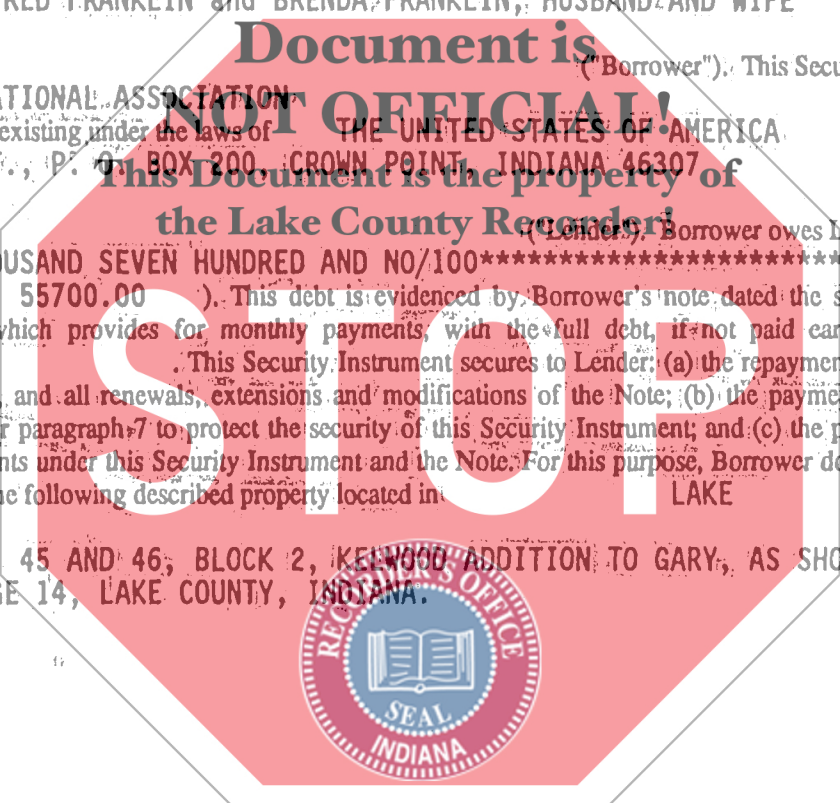 RED FRANKLIN and BRENDA FRANKLIN, HUSBAND AND WIFE
Document is
("Borrower"). This Secu
ATIONAL ASSOCIATION
NOT OFFICIAL!
existing under the laws of THE UNITED STATES OF AMERICA
., P. O. BOX 200, CROWN POINT, INDIANA 46307
This Document is the property of
the Lake County Recorder!
("Lender"). Borrower owes L
OUSAND SEVEN HUNDRED AND NO/100************************
55700.00 ). This debt is evidenced by Borrower's note dated the s
which provides for monthly payments, with the full debt, if not paid ear
. This Security Instrument secures to Lender: (a) the repaymen
, and all renewals, extensions and modifications of the Note; (b) the payme
r paragraph 7 to protect the security of this Security Instrument; and (c) the p
nts under this Security Instrument and the Note. For this purpose, Borrower do
he following described property located in LAKE
STOP
45 AND 46, BLOCK 2, KELWOOD ADDITION TO GARY, AS SHO
GE 14, LAKE COUNTY, INDIANA.
RECORDER'S OFFICE
SEAL
INDIANA